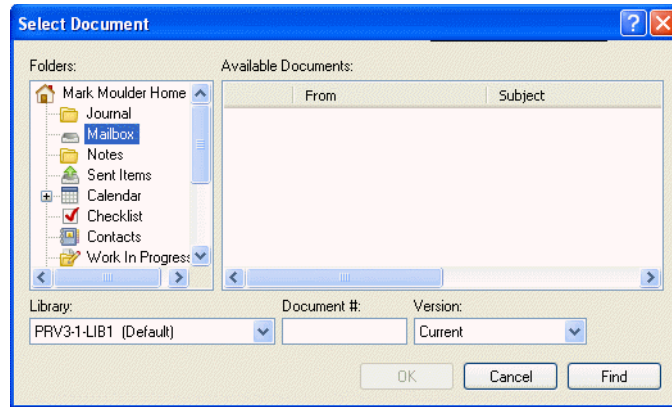 Select Document
Folders:
Available Documents:
Mark Moulder Home
From
Subject
Journal
Mailbox
Notes
Sent Items
Calendar
Checklist
Contacts
Work In Progress
Library:
Document #:
Version:
PRV3-1-LIB1 (Default)
Current
OK
Cancel
Find